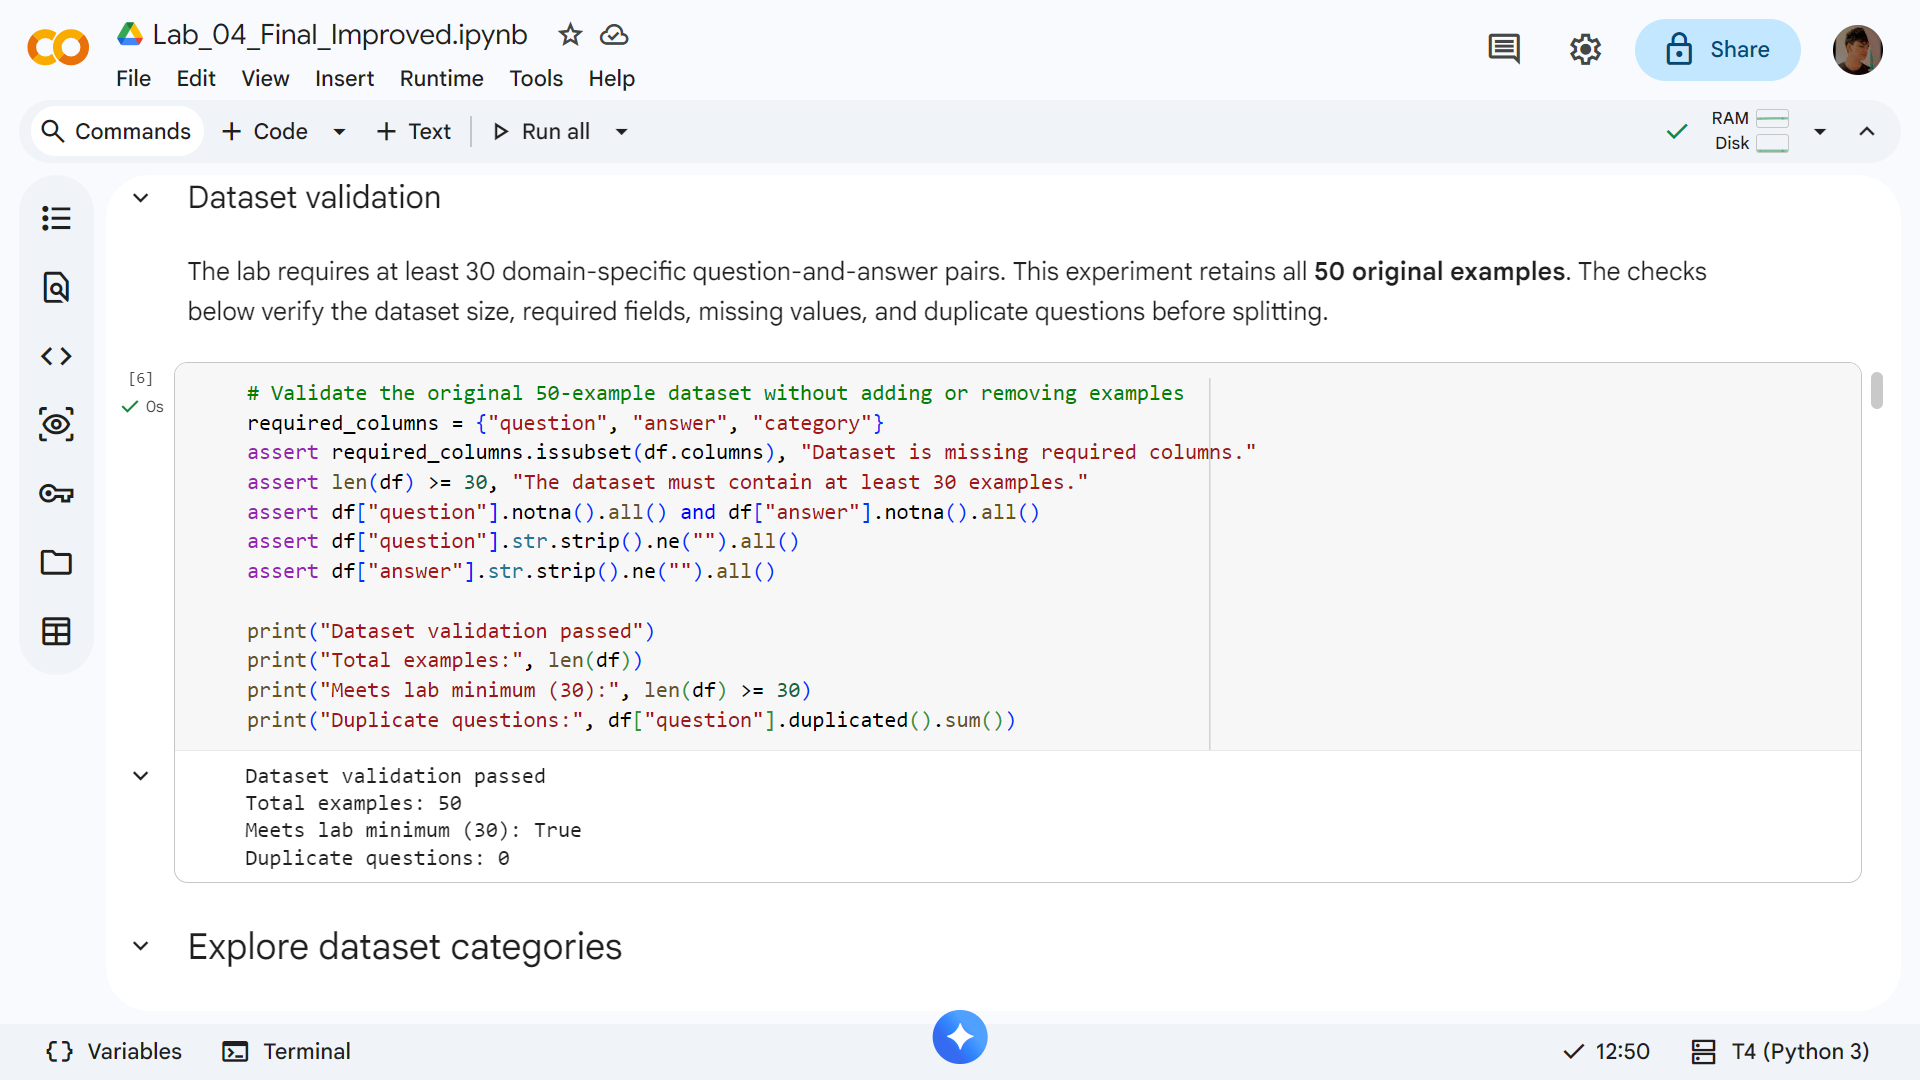 Lab_04_Final_Improved.ipynb
File Edit View Insert Runtime Tools Help
Share
Commands + Code + Text Run all
RAM
Disk
Dataset validation
The lab requires at least 30 domain-specific question-and-answer pairs. This experiment retains all 50 original examples. The checks
below verify the dataset size, required fields, missing values, and duplicate questions before splitting.
[6]
0s
# Validate the original 50-example dataset without adding or removing examples
required_columns = {"question", "answer", "category"}
assert required_columns.issubset(df.columns), "Dataset is missing required columns."
assert len(df) >= 30, "The dataset must contain at least 30 examples."
assert df["question"].notna().all() and df["answer"].notna().all()
assert df["question"].str.strip().ne("").all()
assert df["answer"].str.strip().ne("").all()
print("Dataset validation passed")
print("Total examples:", len(df))
print("Meets lab minimum (30):", len(df) >= 30)
print("Duplicate questions:", df["question"].duplicated().sum())
Dataset validation passed
Total examples: 50
Meets lab minimum (30): True
Duplicate questions: 0
Explore dataset categories
Variables Terminal
12:50 T4 (Python 3)